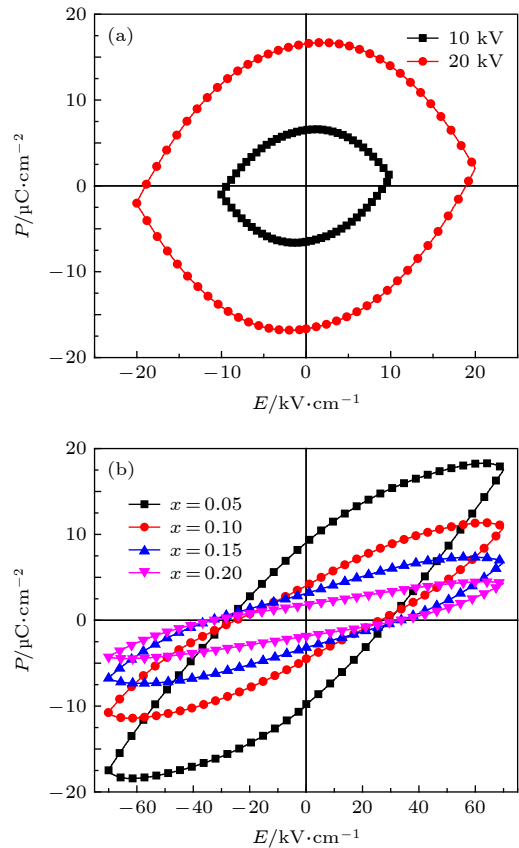 (a)
10 kV
20 kV
20
10
0
−10
−20
P/μC·cm⁻²
−20 −10 0 10 20
E/kV·cm⁻¹
(b)
x = 0.05
x = 0.10
x = 0.15
x = 0.20
20
10
0
−10
−20
P/μC·cm⁻²
−60 −40 −20 0 20 40 60
E/kV·cm⁻¹